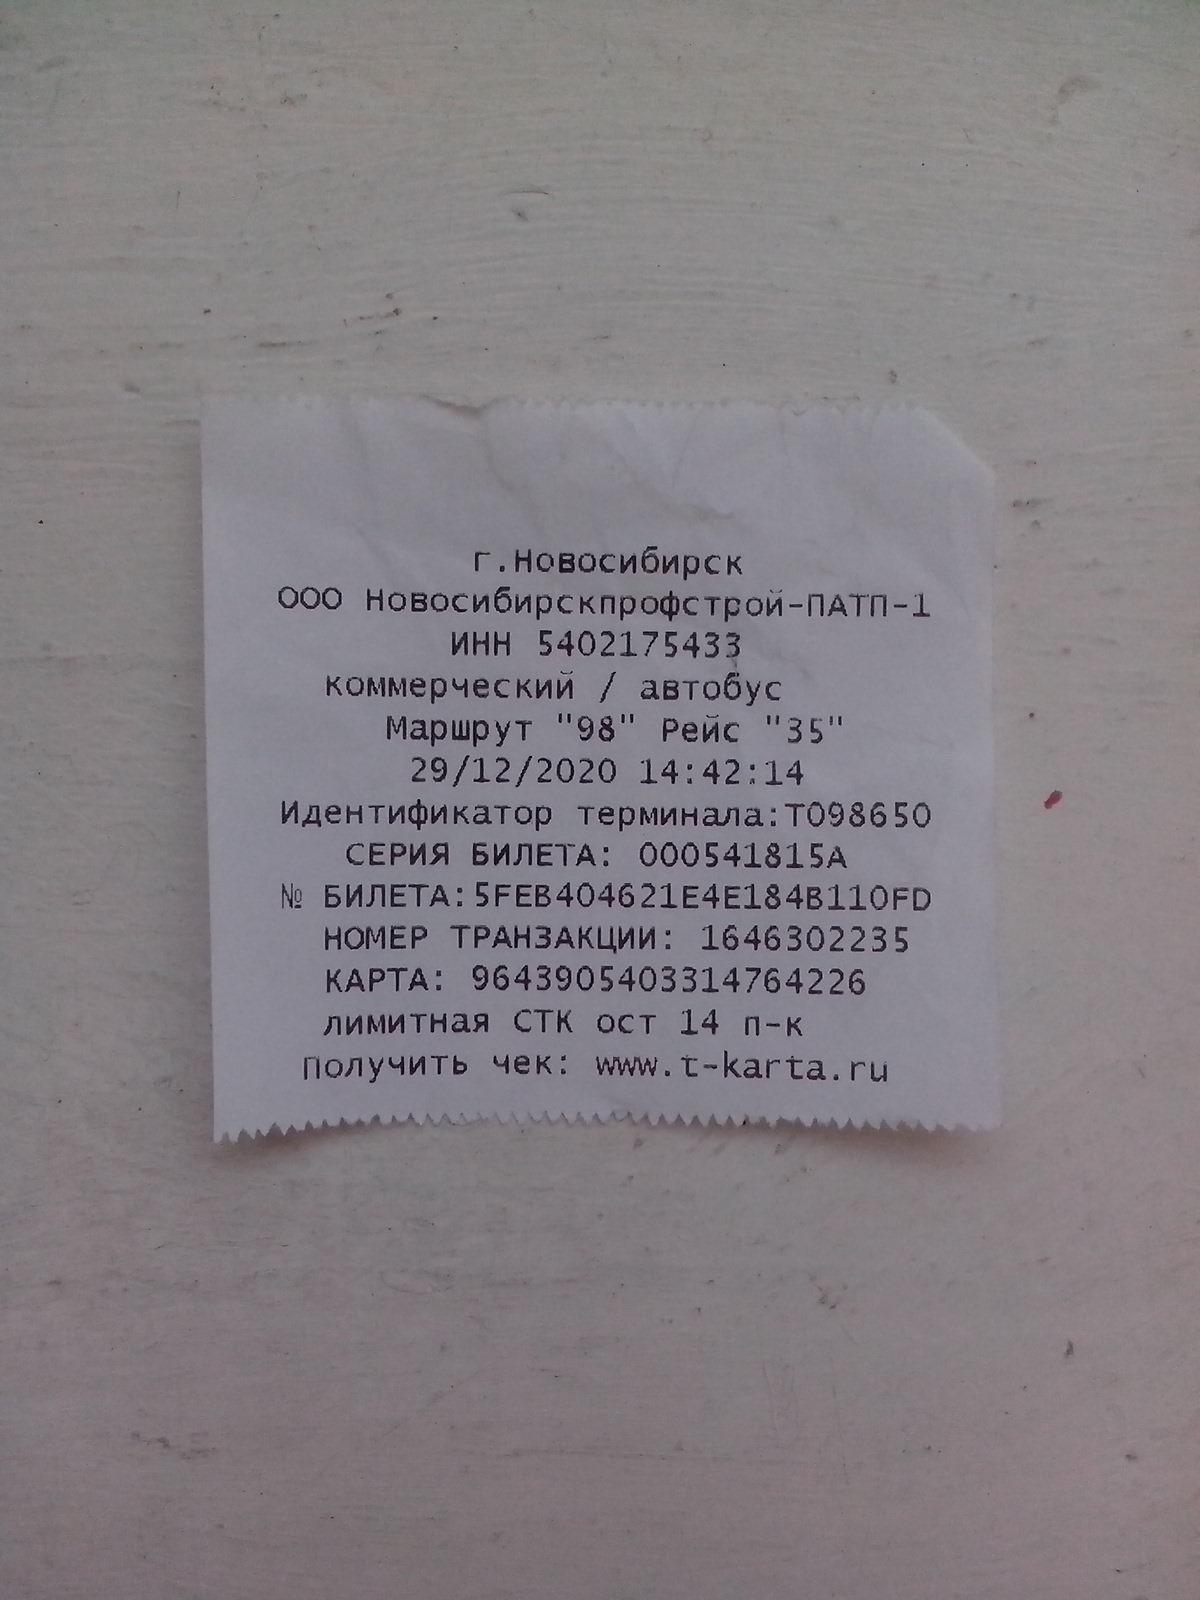 г.Новосибирск
ООО Новосибирскпрофстрой-ПАТП-1
ИНН 5402175433
коммерческий / автобус
Маршрут "98" Рейс "35"
29/12/2020 14:42:14
Идентификатор терминала:Т098650
СЕРИЯ БИЛЕТА: 000541815А
№ БИЛЕТА:5FEB404621E4E184B110FD
НОМЕР ТРАНЗАКЦИИ: 1646302235
КАРТА: 9643905403314764226
лимитная СТК ост 14 п-к
Получить чек: www.t-karta.ru